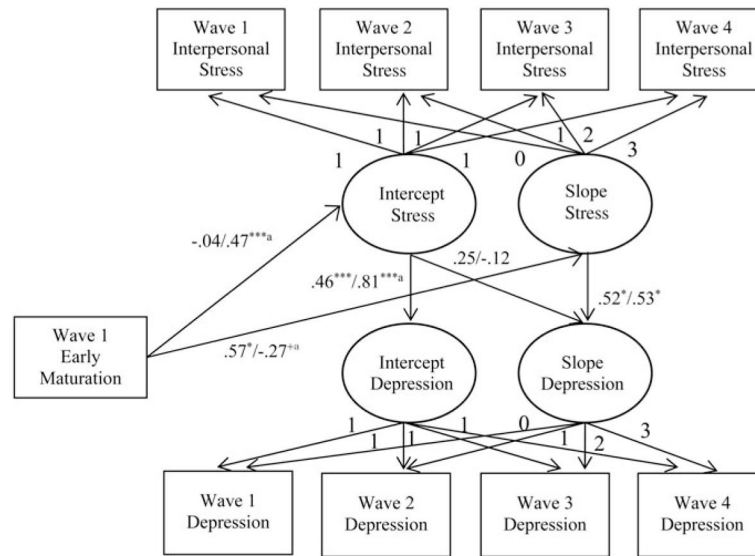 Wave 1
Interpersonal
Stress
Wave 2
Interpersonal
Stress
Wave 3
Interpersonal
Stress
Wave 4
Interpersonal
Stress
1
1
1
1
0
1
2
3
Intercept
Stress
Slope
Stress
-.04/.47***a
.46***/.81***a
.25/-.12
.52*/.53*
Wave 1
Early
Maturation
.57*/-.27+a
Intercept
Depression
Slope
Depression
1
1
1
1
0
1
2
3
Wave 1
Depression
Wave 2
Depression
Wave 3
Depression
Wave 4
Depression